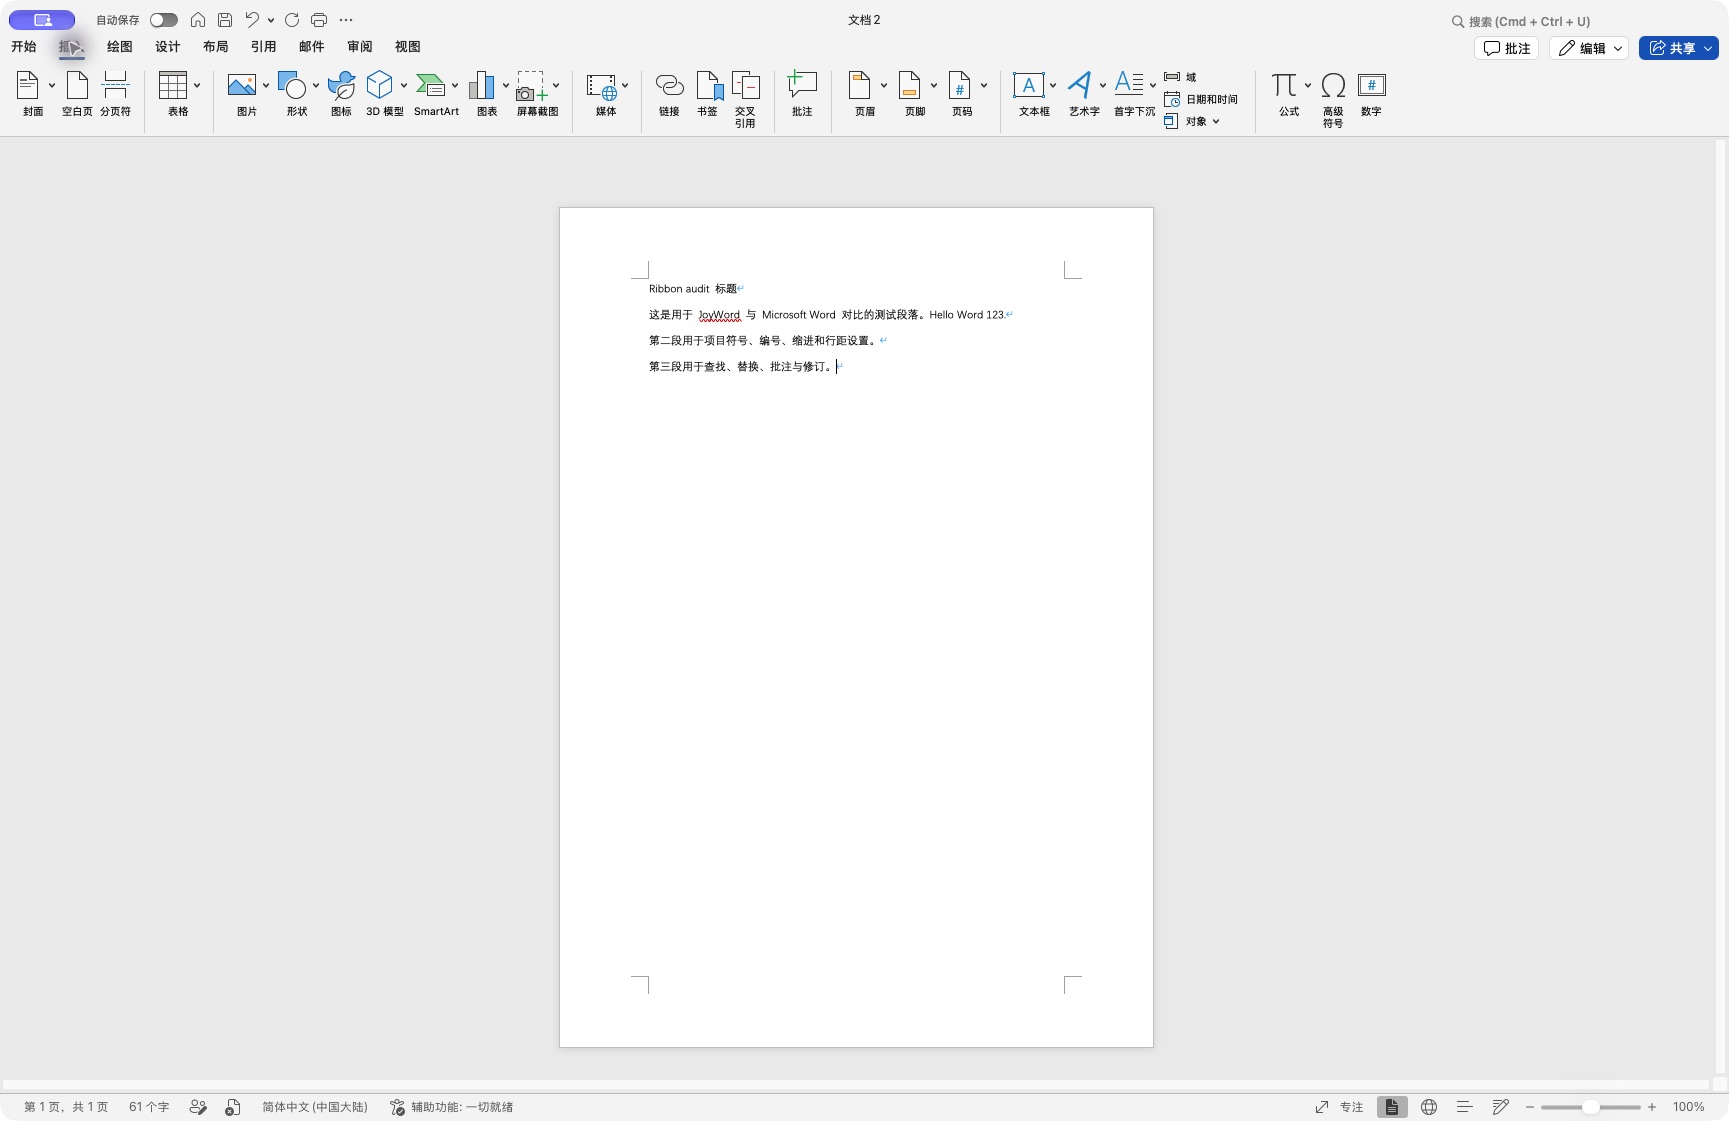 自动保存
文档 2
搜索 (Cmd + Ctrl + U)
开始 插入 绘图 设计 布局 引用 邮件 审阅 视图
批注 编辑 共享
封面 空白页 分页符 表格 图片 形状 图标 3D 模型 SmartArt 图表 屏幕截图 媒体 链接 书签 交叉引用 批注 页眉 页脚 页码 文本框 艺术字 首字下沉
域
日期和时间
对象
公式 高级符号 数字
Ribbon audit 标题
这是用于 JoyWord 与 Microsoft Word 对比的测试段落。Hello Word 123.
第二段用于项目符号、编号、缩进和行距设置。
第三段用于查找、替换、批注与修订。
第 1 页，共 1 页 61 个字 简体中文 (中国大陆) 辅助功能: 一切就绪 专注 100%